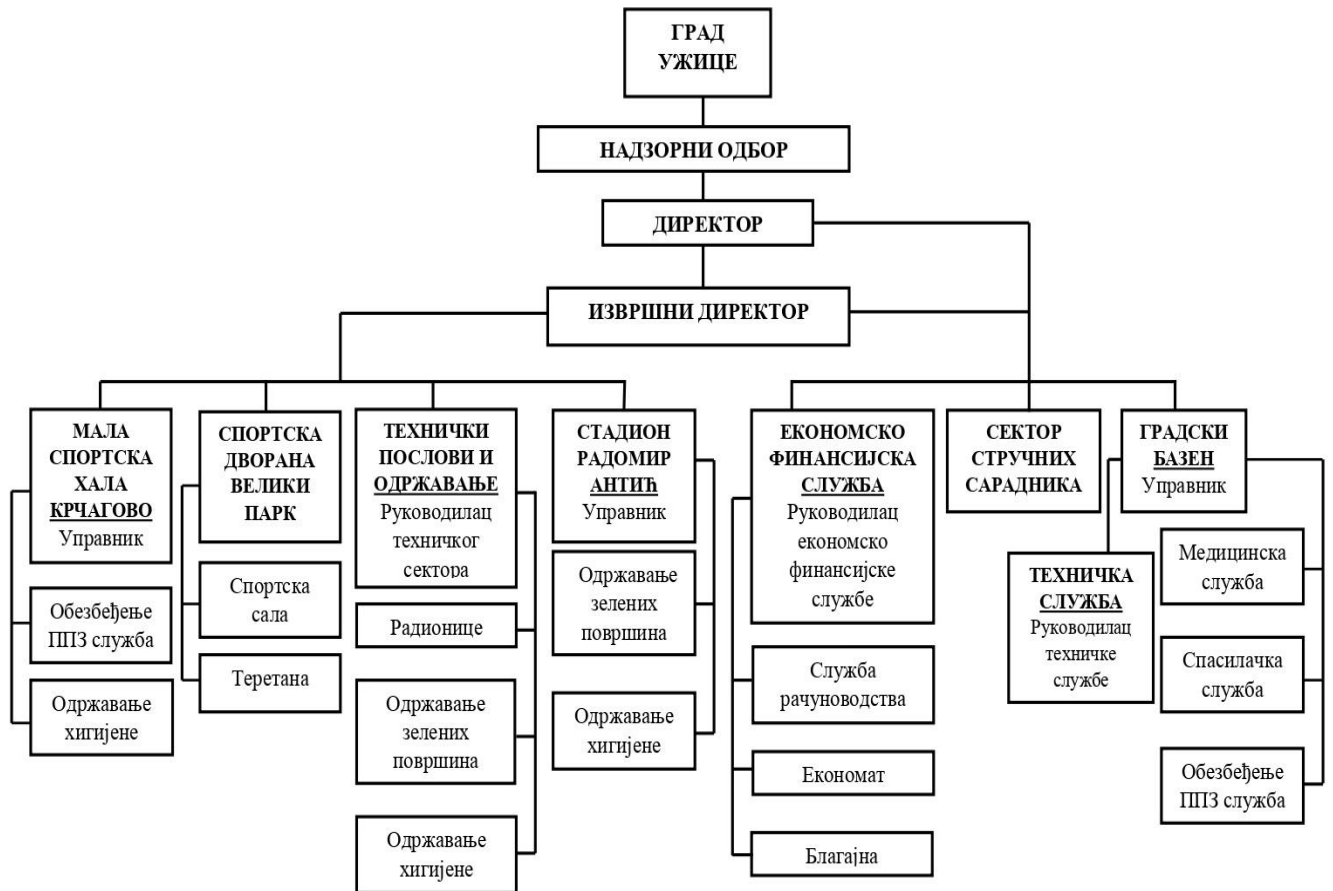 ГРАД
УЖИЦЕ
НАДЗОРНИ ОДБОР
ДИРЕКТОР
ИЗВРШНИ ДИРЕКТОР
МАЛА
СПОРТСКА
ХАЛА
КРЧАГОВО
Управник
Обезбеђење
ППЗ служба
Одржавање
хигијене
СПОРТСКА
ДВОРАНА
ВЕЛИКИ
ПАРК
Спортска
сала
Теретана
ТЕХНИЧКИ
ПОСЛОВИ И
ОДРЖАВАЊЕ
Руководилац
техничког
сектора
Радионице
Одржавање
зелених
површина
Одржавање
хигијене
СТАДИОН
РАДОМИР
АНТИЋ
Управник
Одржавање
зелених
површина
Одржавање
хигијене
ЕКОНОМСКО
ФИНАНСИЈСКА
СЛУЖБА
Руководилац
економско
финансијске
службе
Служба
рачуноводства
Економат
Благајна
СЕКТОР
СТРУЧНИХ
САРАДНИКА
ГРАДСКИ
БАЗЕН
Управник
ТЕХНИЧКА
СЛУЖБА
Руководилац
техничке
службе
Медицинска
служба
Спасилачка
служба
Обезбеђење
ППЗ служба